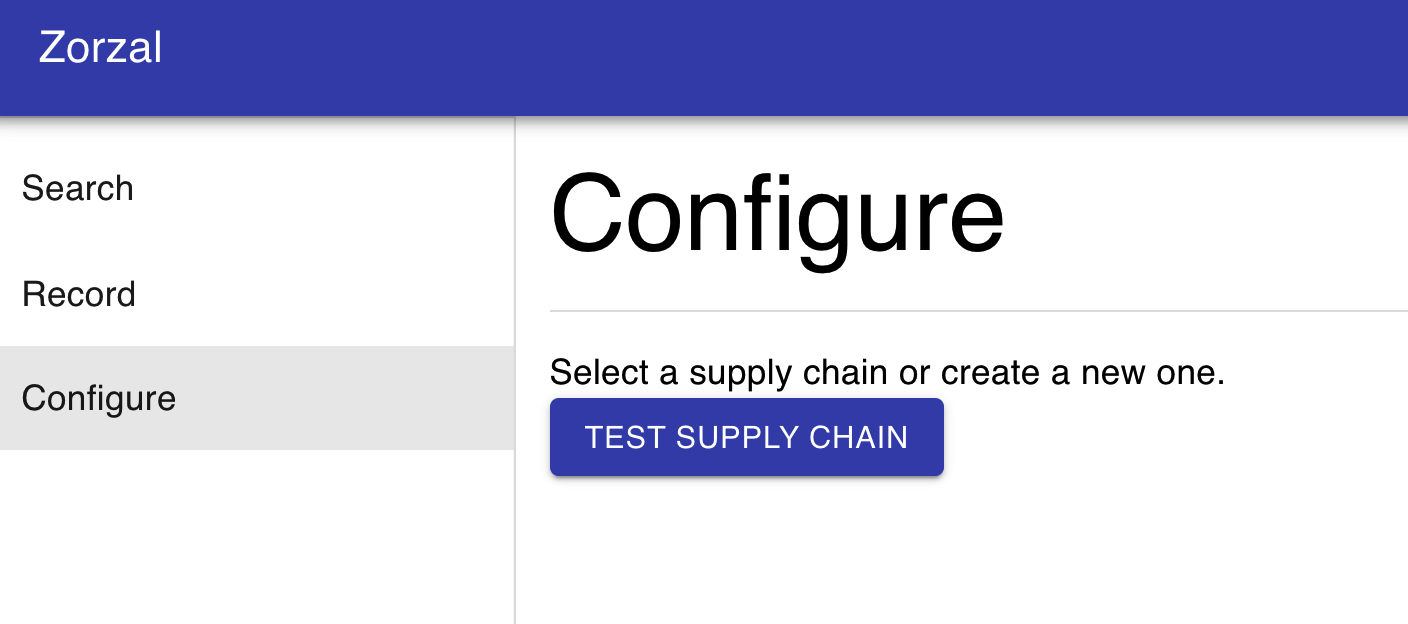 Zorzal
Search
Record
Configure
Configure
Select a supply chain or create a new one.
TEST SUPPLY CHAIN